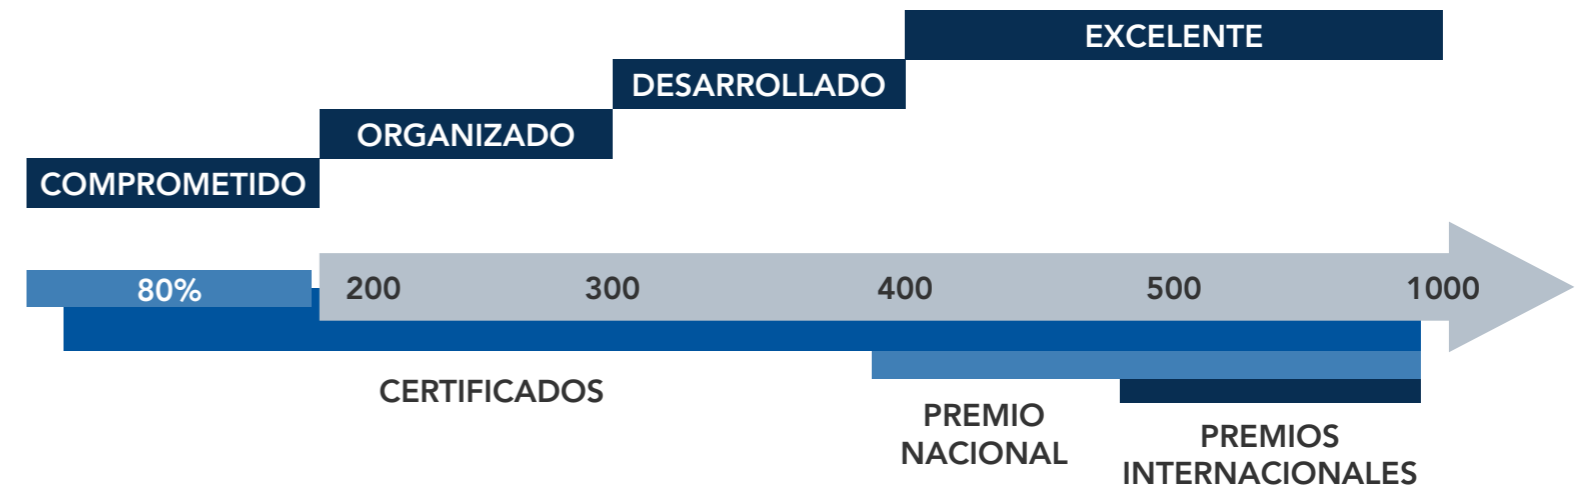 EXCELENTE
DESARROLLADO
ORGANIZADO
COMPROMETIDO
80% 200 300 400 500 1000
CERTIFICADOS
PREMIO
NACIONAL
PREMIOS
INTERNACIONALES